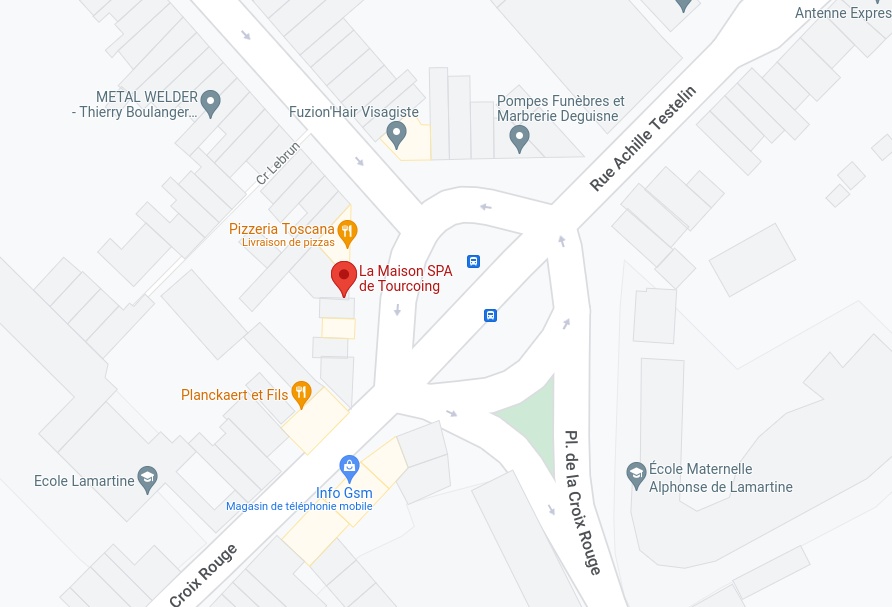 Antenne Expres
METAL WELDER
- Thierry Boulanger...
Fuzion'Hair Visagiste
Pompes Funèbres et
Marbrerie Deguisne
Rue Achille Testelin
Cr Lebrun
Pizzeria Toscana
Livraison de pizzas
La Maison SPA
de Tourcoing
Planckaert et Fils
Ecole Lamartine
Info Gsm
Magasin de téléphonie mobile
École Maternelle
Alphonse de Lamartine
Pl. de la Croix Rouge
Croix Rouge